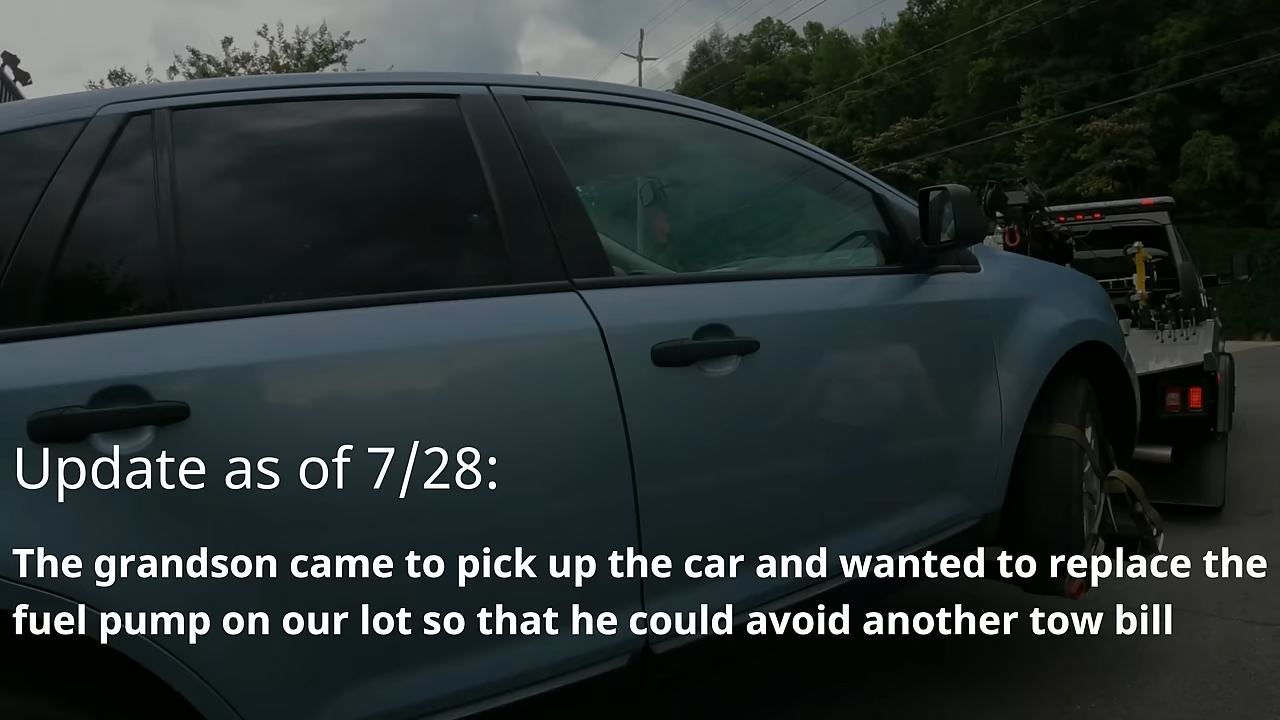 Update as of 7/28:
The grandson came to pick up the car and wanted to replace the
fuel pump on our lot so that he could avoid another tow bill